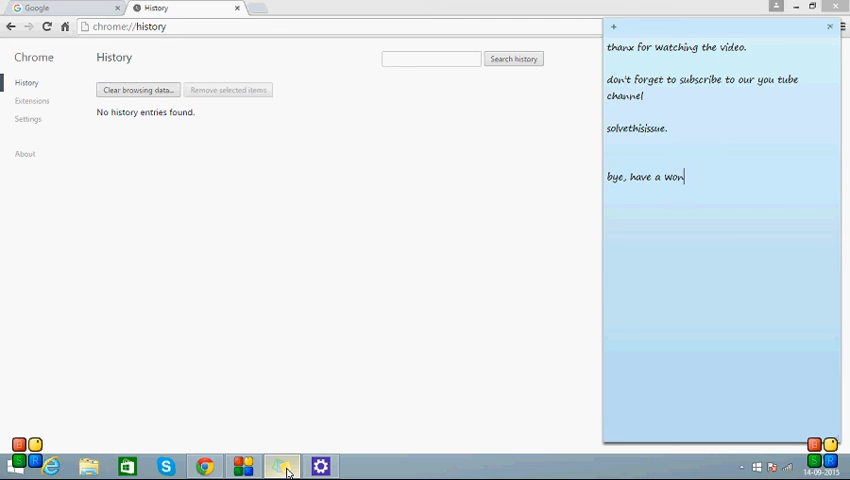 Google
History
chrome://history
Chrome
History
Search history
History
Clear browsing data...
Remove selected items
Extensions
No history entries found.
Settings
About
thanx for watching the video.
don't forget to subscribe to our you tube
channel
solvethisissue.
bye, have a won
14-09-2015